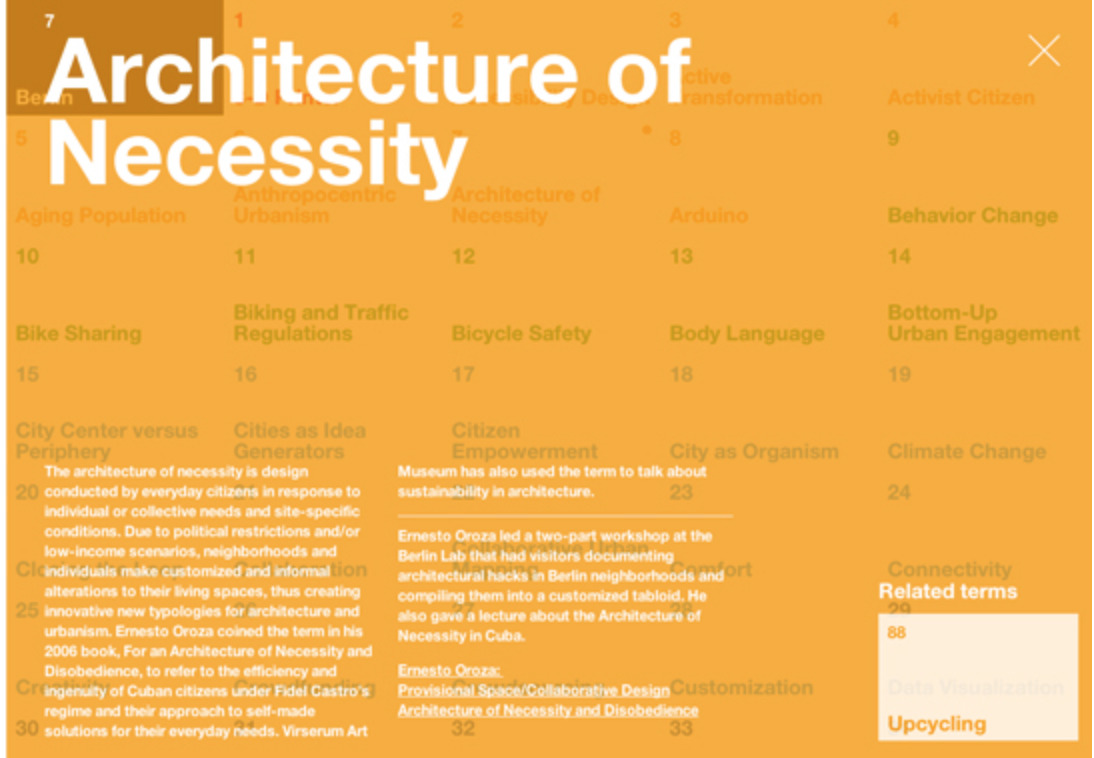 7
Architecture of
Necessity
1
2
3
4
Berlin
Transformation
Activist Citizen
5
8
9
Anthropocentric
Urbanism
Architecture of
Necessity
Aging Population
Arduino
Behavior Change
10
11
12
13
14
Bike Sharing
Biking and Traffic
Regulations
Bicycle Safety
Body Language
Bottom-Up
Urban Engagement
15
16
17
18
19
City Center versus
Periphery
Cities as Idea
Generators
Citizen
Empowerment
City as Organism
Climate Change
20
23
24
The architecture of necessity is design
conducted by everyday citizens in response to
individual or collective needs and site-specific
conditions. Due to political restrictions and/or
low-income scenarios, neighborhoods and
individuals make customized and informal
alterations to their living spaces, thus creating
innovative new typologies for architecture and
urbanism. Ernesto Oroza coined the term in his
2006 book, For an Architecture of Necessity and
Disobedience, to refer to the efficiency and
ingenuity of Cuban citizens under Fidel Castro's
regime and their approach to self-made
solutions for their everyday needs. Virserum Art
Museum has also used the term to talk about
sustainability in architecture.
Ernesto Oroza led a two-part workshop at the
Berlin Lab that had visitors documenting
architectural hacks in Berlin neighborhoods and
compiling them into a customized tabloid. He
also gave a lecture about the Architecture of
Necessity in Cuba.
Ernesto Oroza:
Provisional Space/Collaborative Design
Architecture of Necessity and Disobedience
Collaborative Urban
Mapping
Comfort
Connectivity
25
27
28
29
Customization
30
31
32
33
Related terms
88
Data Visualization
Upcycling